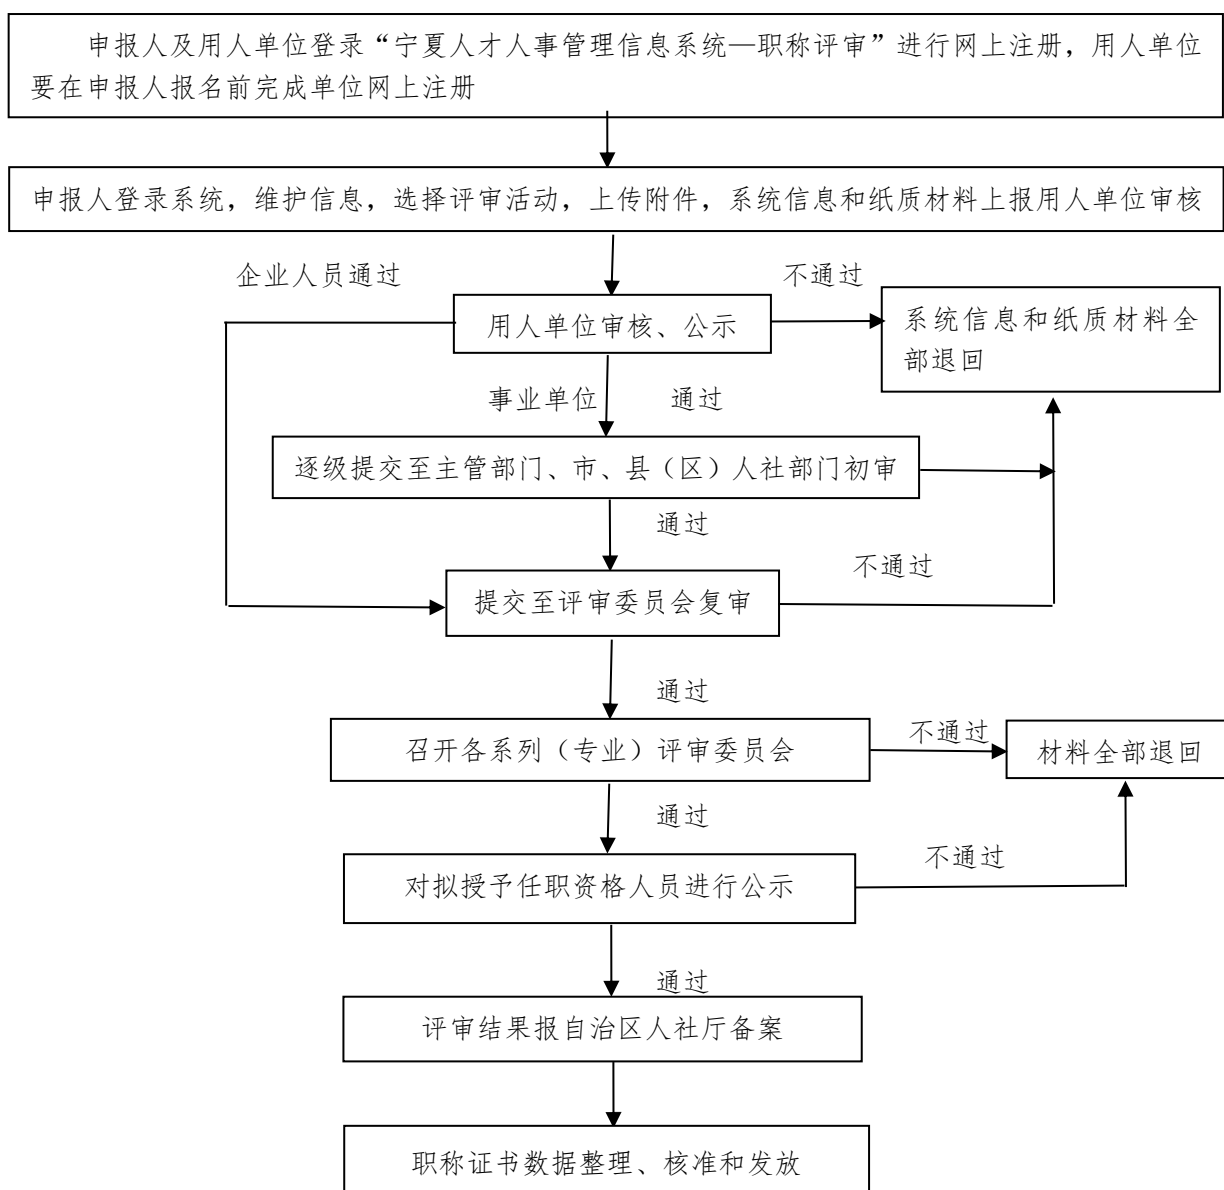 申报人及用人单位登录“宁夏人才人事管理信息系统—职称评审”进行网上注册，用人单位
要在申报人报名前完成单位网上注册
申报人登录系统，维护信息，选择评审活动，上传附件，系统信息和纸质材料上报用人单位审核
企业人员通过
不通过
用人单位审核、公示
系统信息和纸质材料全
部退回
事业单位
通过
逐级提交至主管部门、市、县（区）人社部门初审
通过
不通过
提交至评审委员会复审
通过
召开各系列（专业）评审委员会
不通过
材料全部退回
通过
不通过
对拟授予任职资格人员进行公示
通过
评审结果报自治区人社厅备案
职称证书数据整理、核准和发放